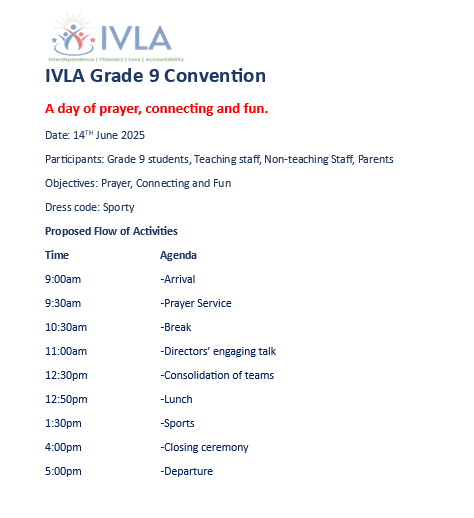 IVLA
Interdependence | Visionary | Love | Accountability
IVLA Grade 9 Convention
A day of prayer, connecting and fun.
Date: 14TH June 2025
Participants: Grade 9 students, Teaching staff, Non-teaching Staff, Parents
Objectives: Prayer, Connecting and Fun
Dress code: Sporty
Proposed Flow of Activities
Time Agenda
9:00am -Arrival
9:30am -Prayer Service
10:30am -Break
11:00am -Directors’ engaging talk
12:30pm -Consolidation of teams
12:50pm -Lunch
1:30pm -Sports
4:00pm -Closing ceremony
5:00pm -Departure